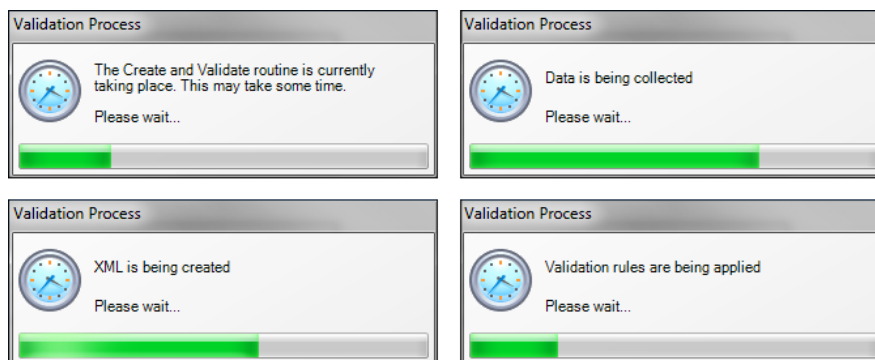 Validation Process
The Create and Validate routine is currently
taking place. This may take some time.
Please wait...
Validation Process
Data is being collected
Please wait...
Validation Process
XML is being created
Please wait...
Validation Process
Validation rules are being applied
Please wait...